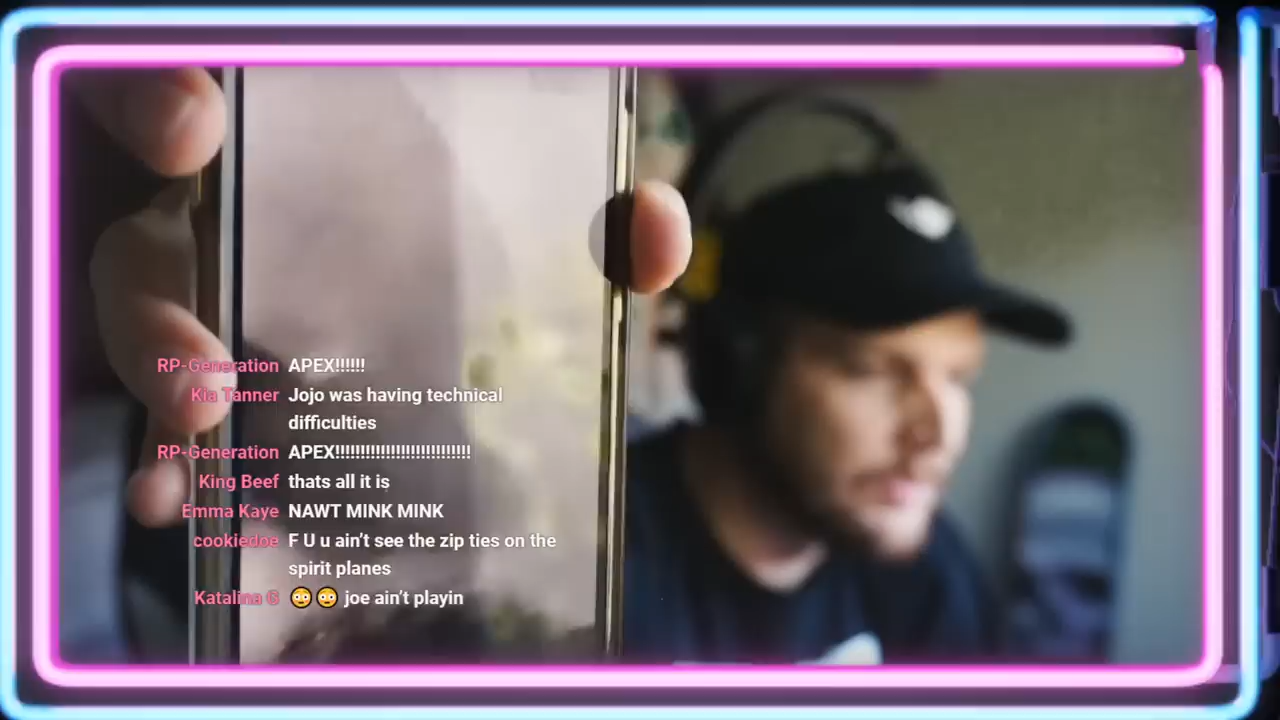 RP-Generation APEX!!!!!!
Kia Tanner Jojo was having technical
difficulties
RP-Generation APEX!!!!!!!!!!!!!!!!!!!!!!!!!!!
King Beef thats all it is
Emma Kaye NAWT MINK MINK
cookiedoe F U u ain’t see the zip ties on the
spirit planes
Katalina G 😳😳 joe ain’t playin